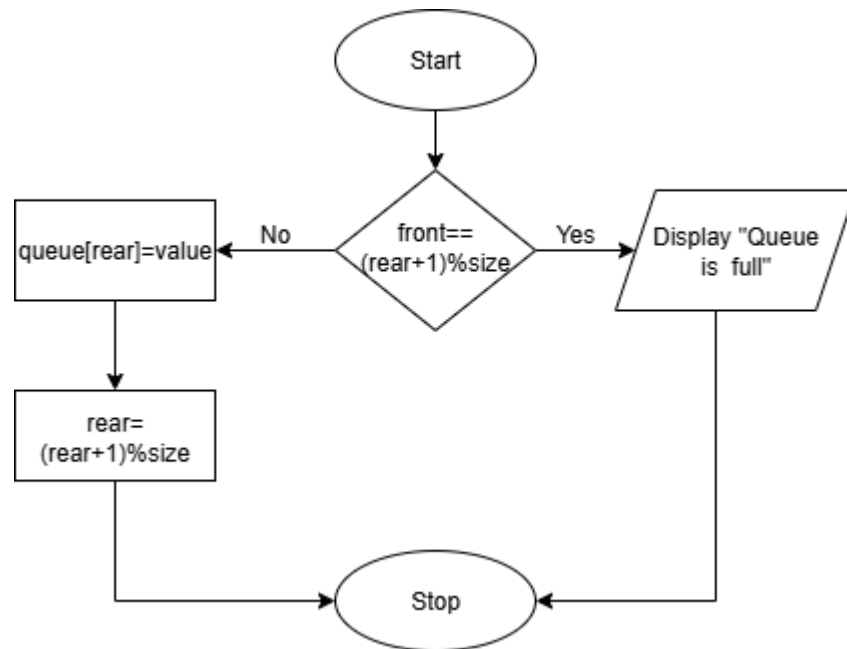 Start
front==
(rear+1)%size
No
Yes
queue[rear]=value
Display "Queue
is full"
rear=
(rear+1)%size
Stop